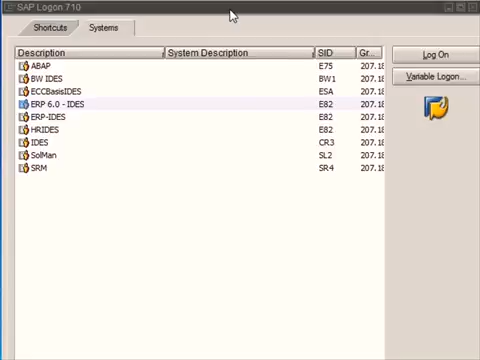 SAP Logon 710
Shortcuts Systems
Description System Description SID Gr...
ABAP E75 207.18
BW IDES BW1 207.18
ECCBasisIDES ESA 207.18
ERP 6.0 - IDES E82 207.18
ERP-IDES E82 207.18
HRIDES E82 207.18
IDES CR3 207.18
SolMan SL2 207.18
SRM SR4 207.18
Log On
Variable Logon...